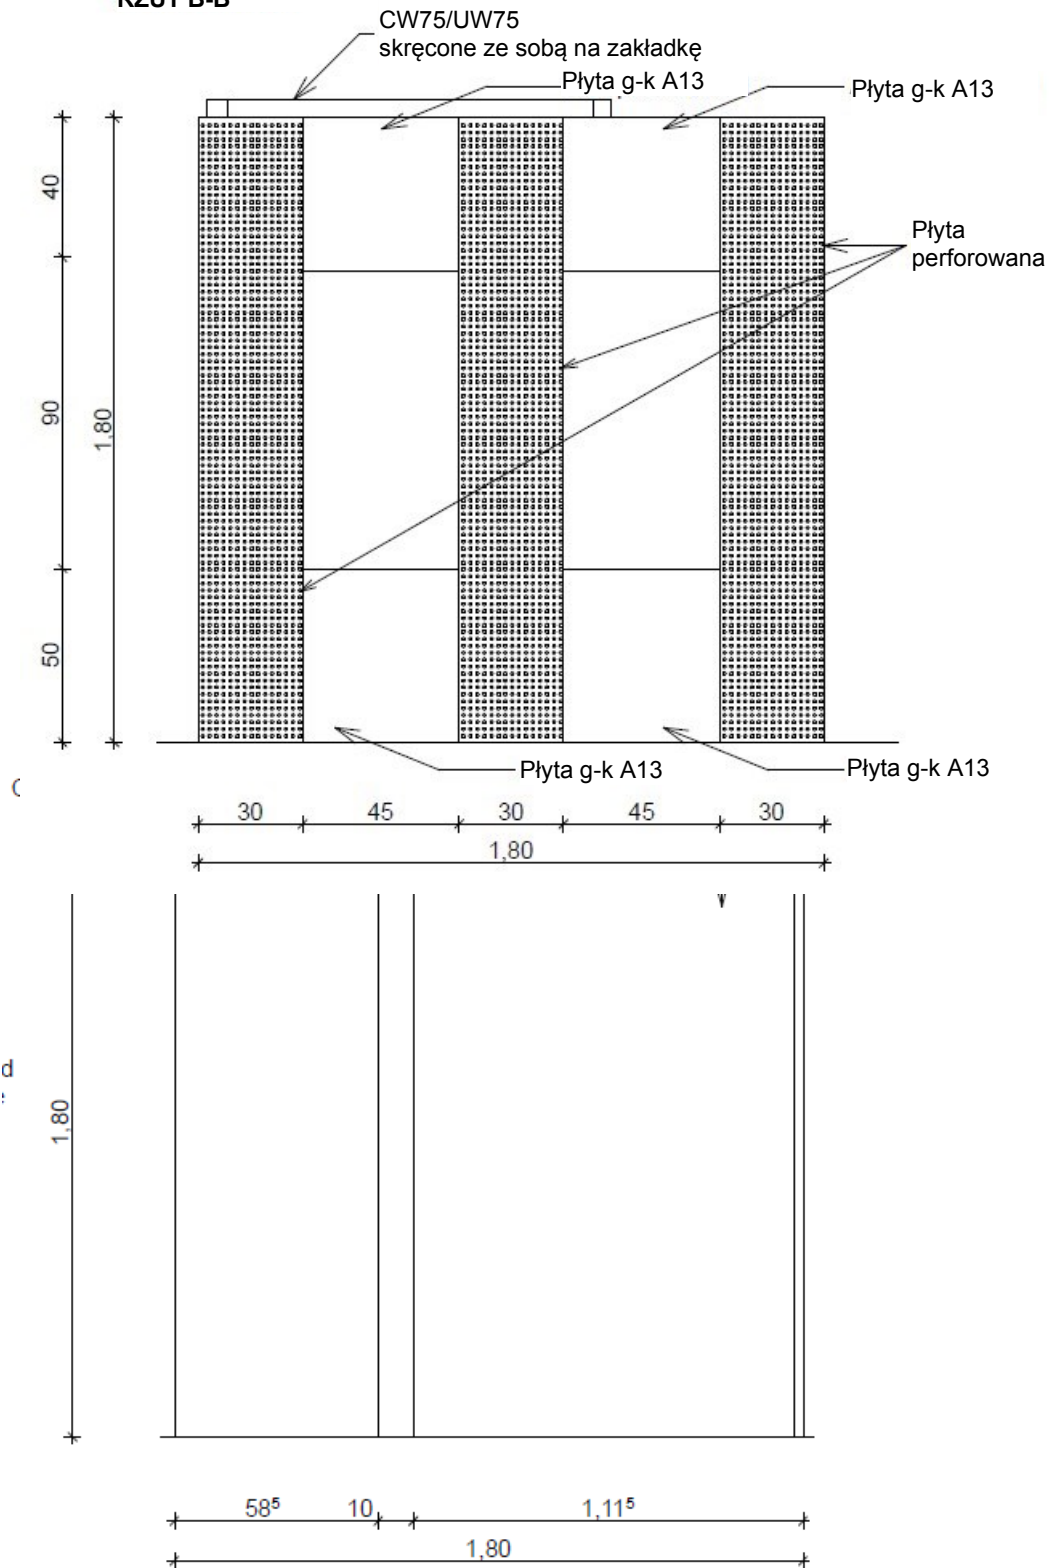 RZUT B-B
CW75/UW75
skręcone ze sobą na zakładkę
Płyta g-k A13
Płyta g-k A13
40
Płyta
perforowana
90
1,80
50
Płyta g-k A13
Płyta g-k A13
30 45 30 45 30
1,80
d
1,80
58⁵ 10 1,11⁵
1,80